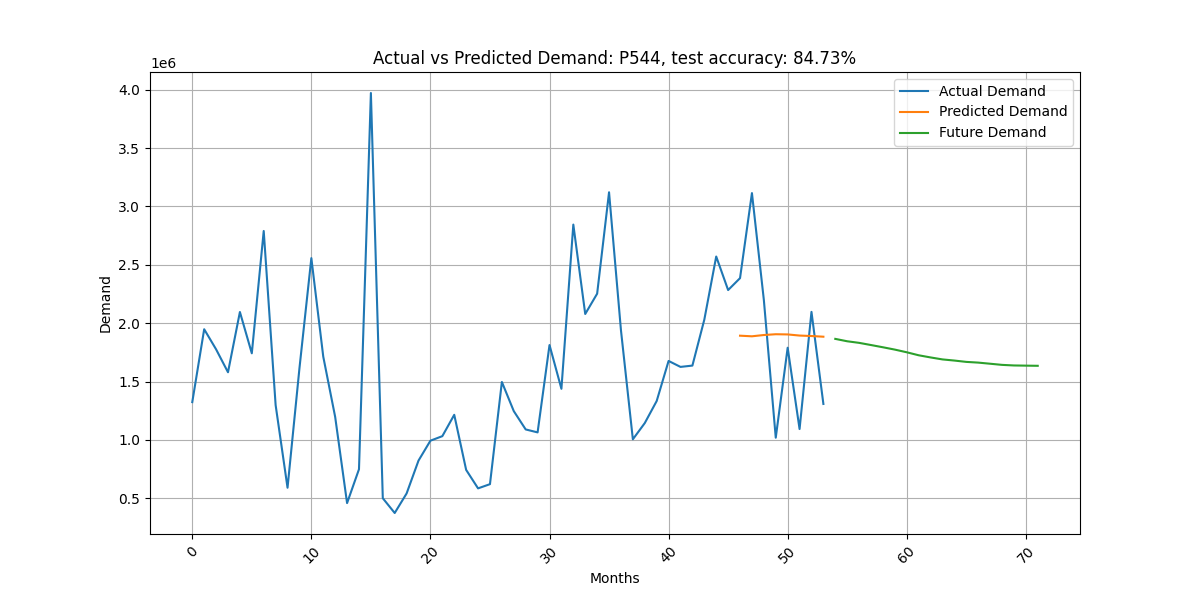 Actual vs Predicted Demand: P544, test accuracy: 84.73%
1e6
Actual Demand
Predicted Demand
Future Demand
4.0
3.5
3.0
2.5
2.0
1.5
1.0
0.5
Demand
0 10 20 30 40 50 60 70
Months